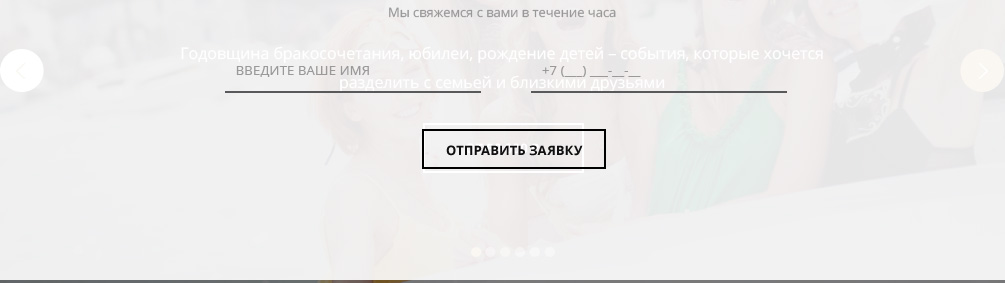 Мы свяжемся с вами в течение часа
Годовщина бракосочетания, юбилеи, рождение детей – события, которые хочется
ВВЕДИТЕ ВАШЕ ИМЯ
+7 (___) ___-__-__
разделить с семьей и близкими друзьями
ОТПРАВИТЬ ЗАЯВКУ